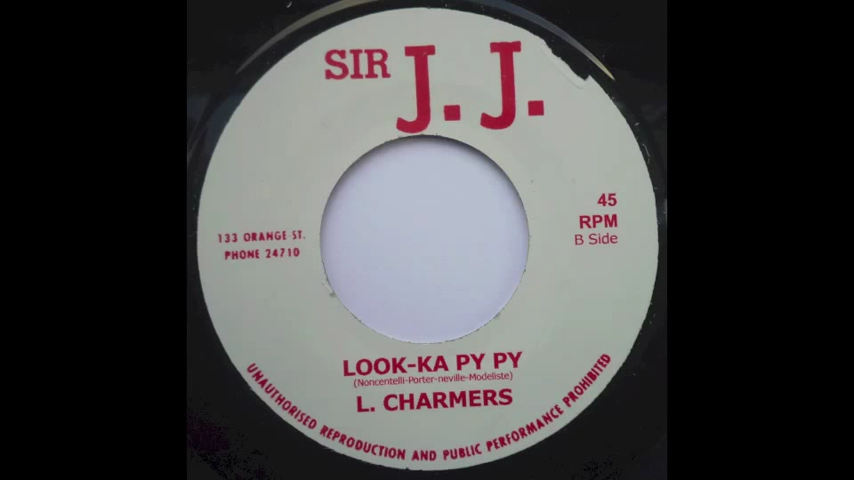 SIR J. J.
45
RPM
B Side
133 ORANGE ST.
PHONE 24710
LOOK-KA PY PY
(Noncentelli-Porter-neville-Modeliste)
L. CHARMERS
UNAUTHORISED REPRODUCTION AND PUBLIC PERFORMANCE PROHIBITED